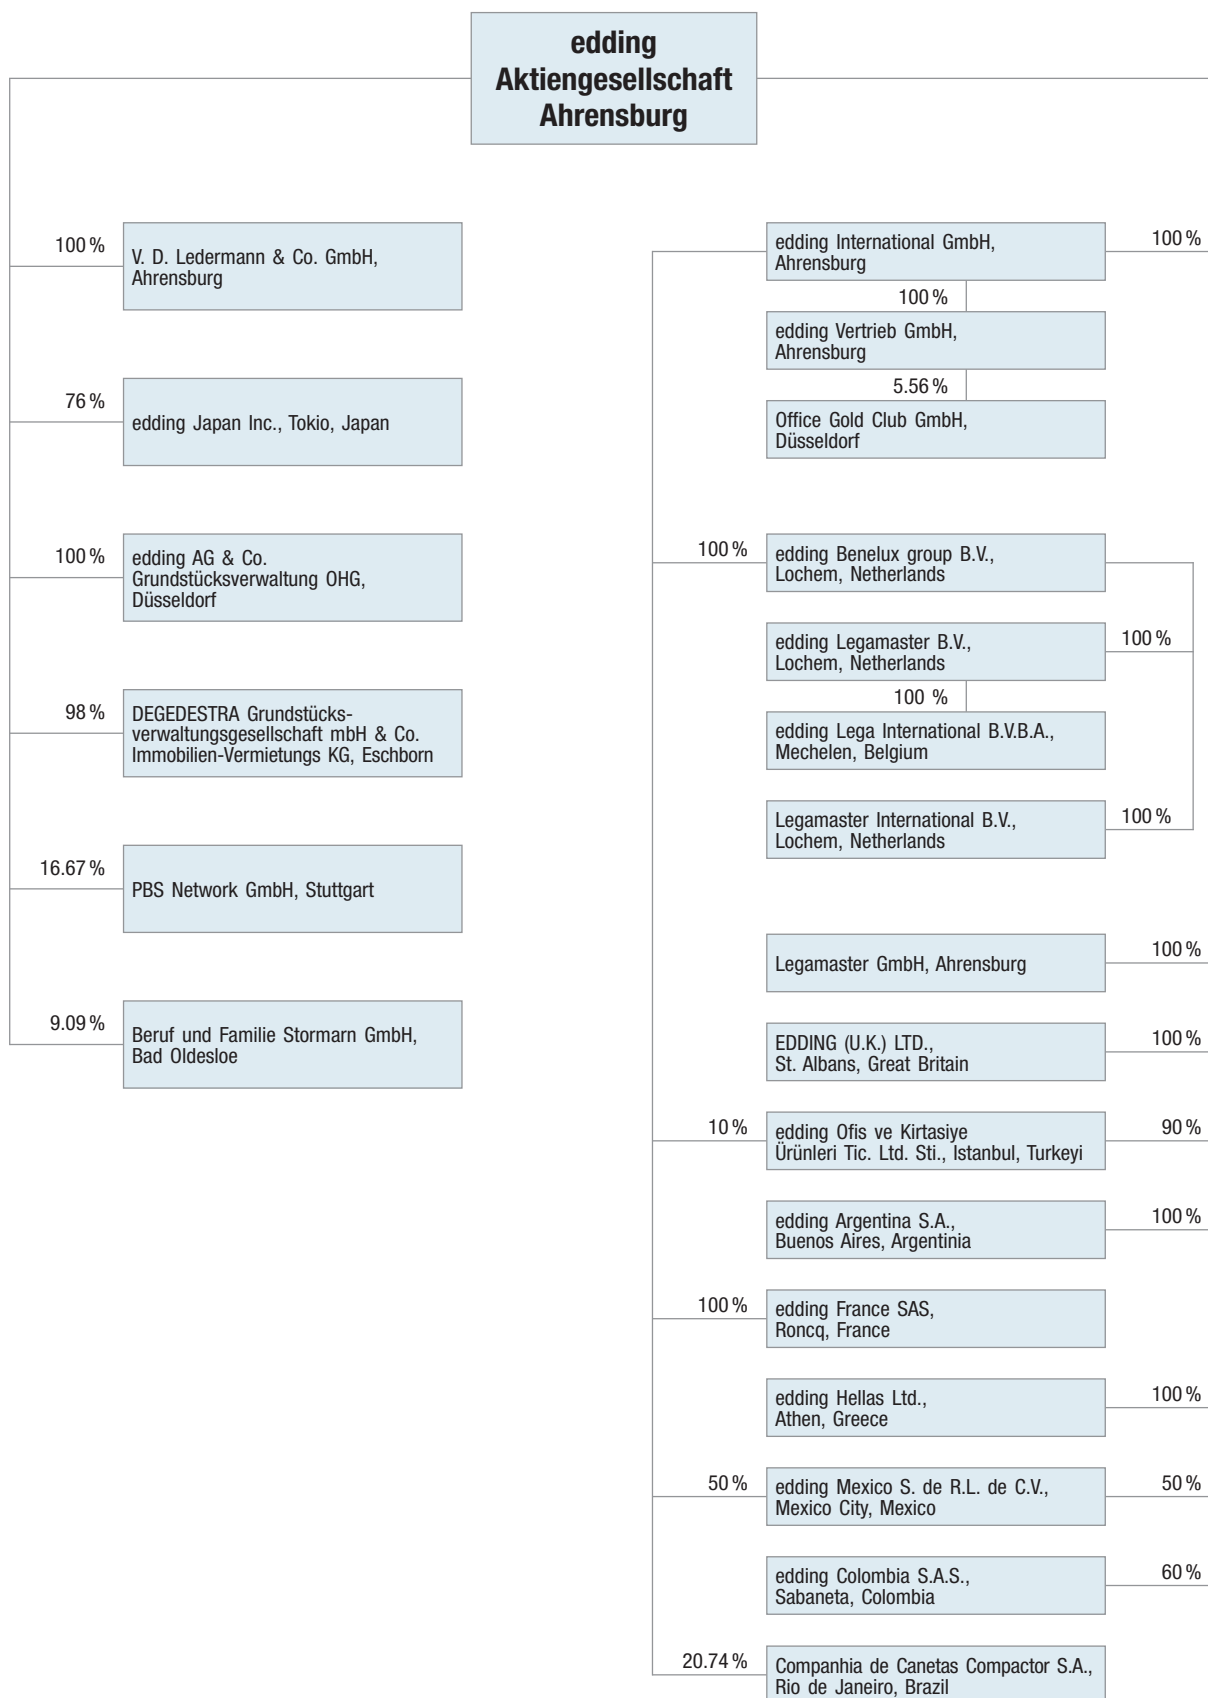 edding
Aktiengesellschaft
Ahrensburg
100 %
V. D. Ledermann & Co. GmbH,
Ahrensburg
76 %
edding Japan Inc., Tokio, Japan
100 %
edding AG & Co.
Grundstücksverwaltung OHG,
Düsseldorf
98 %
DEGEDESTRA Grundstücks-
verwaltungsgesellschaft mbH & Co.
Immobilien-Vermietungs KG, Eschborn
16.67 %
PBS Network GmbH, Stuttgart
9.09 %
Beruf und Familie Stormarn GmbH,
Bad Oldesloe
edding International GmbH,
Ahrensburg
100 %
100 %
edding Vertrieb GmbH,
Ahrensburg
5.56 %
Office Gold Club GmbH,
Düsseldorf
100 %
edding Benelux group B.V.,
Lochem, Netherlands
edding Legamaster B.V.,
Lochem, Netherlands
100 %
100 %
edding Lega International B.V.B.A.,
Mechelen, Belgium
Legamaster International B.V.,
Lochem, Netherlands
100 %
Legamaster GmbH, Ahrensburg
100 %
EDDING (U.K.) LTD.,
St. Albans, Great Britain
100 %
10 %
edding Ofis ve Kirtasiye
Ürünleri Tic. Ltd. Sti., Istanbul, Turkeyi
90 %
edding Argentina S.A.,
Buenos Aires, Argentinia
100 %
100 %
edding France SAS,
Roncq, France
edding Hellas Ltd.,
Athen, Greece
100 %
50 %
edding Mexico S. de R.L. de C.V.,
Mexico City, Mexico
50 %
edding Colombia S.A.S.,
Sabaneta, Colombia
60 %
20.74 %
Companhia de Canetas Compactor S.A.,
Rio de Janeiro, Brazil